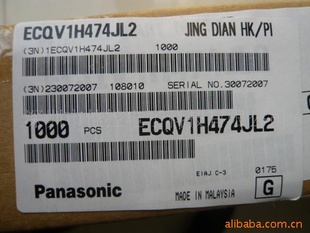 ECQV1H474JL2 JING DIAN HK/PI
(3N)1ECQV1H474JL2 1000
(3N)230072007 108010 SERIAL NO.30072007
1000 PCS ECQV1H474JL2
EIAJ.C-3 0175
Panasonic MADE IN MALAYSIA G
alibaba.com.cn